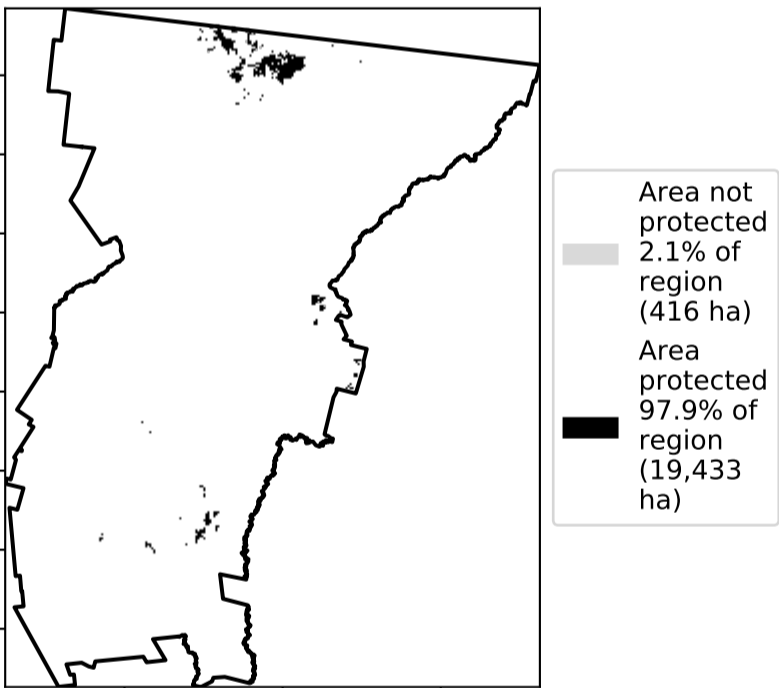 Area not
protected
2.1% of
region
(416 ha)
Area
protected
97.9% of
region
(19,433
ha)